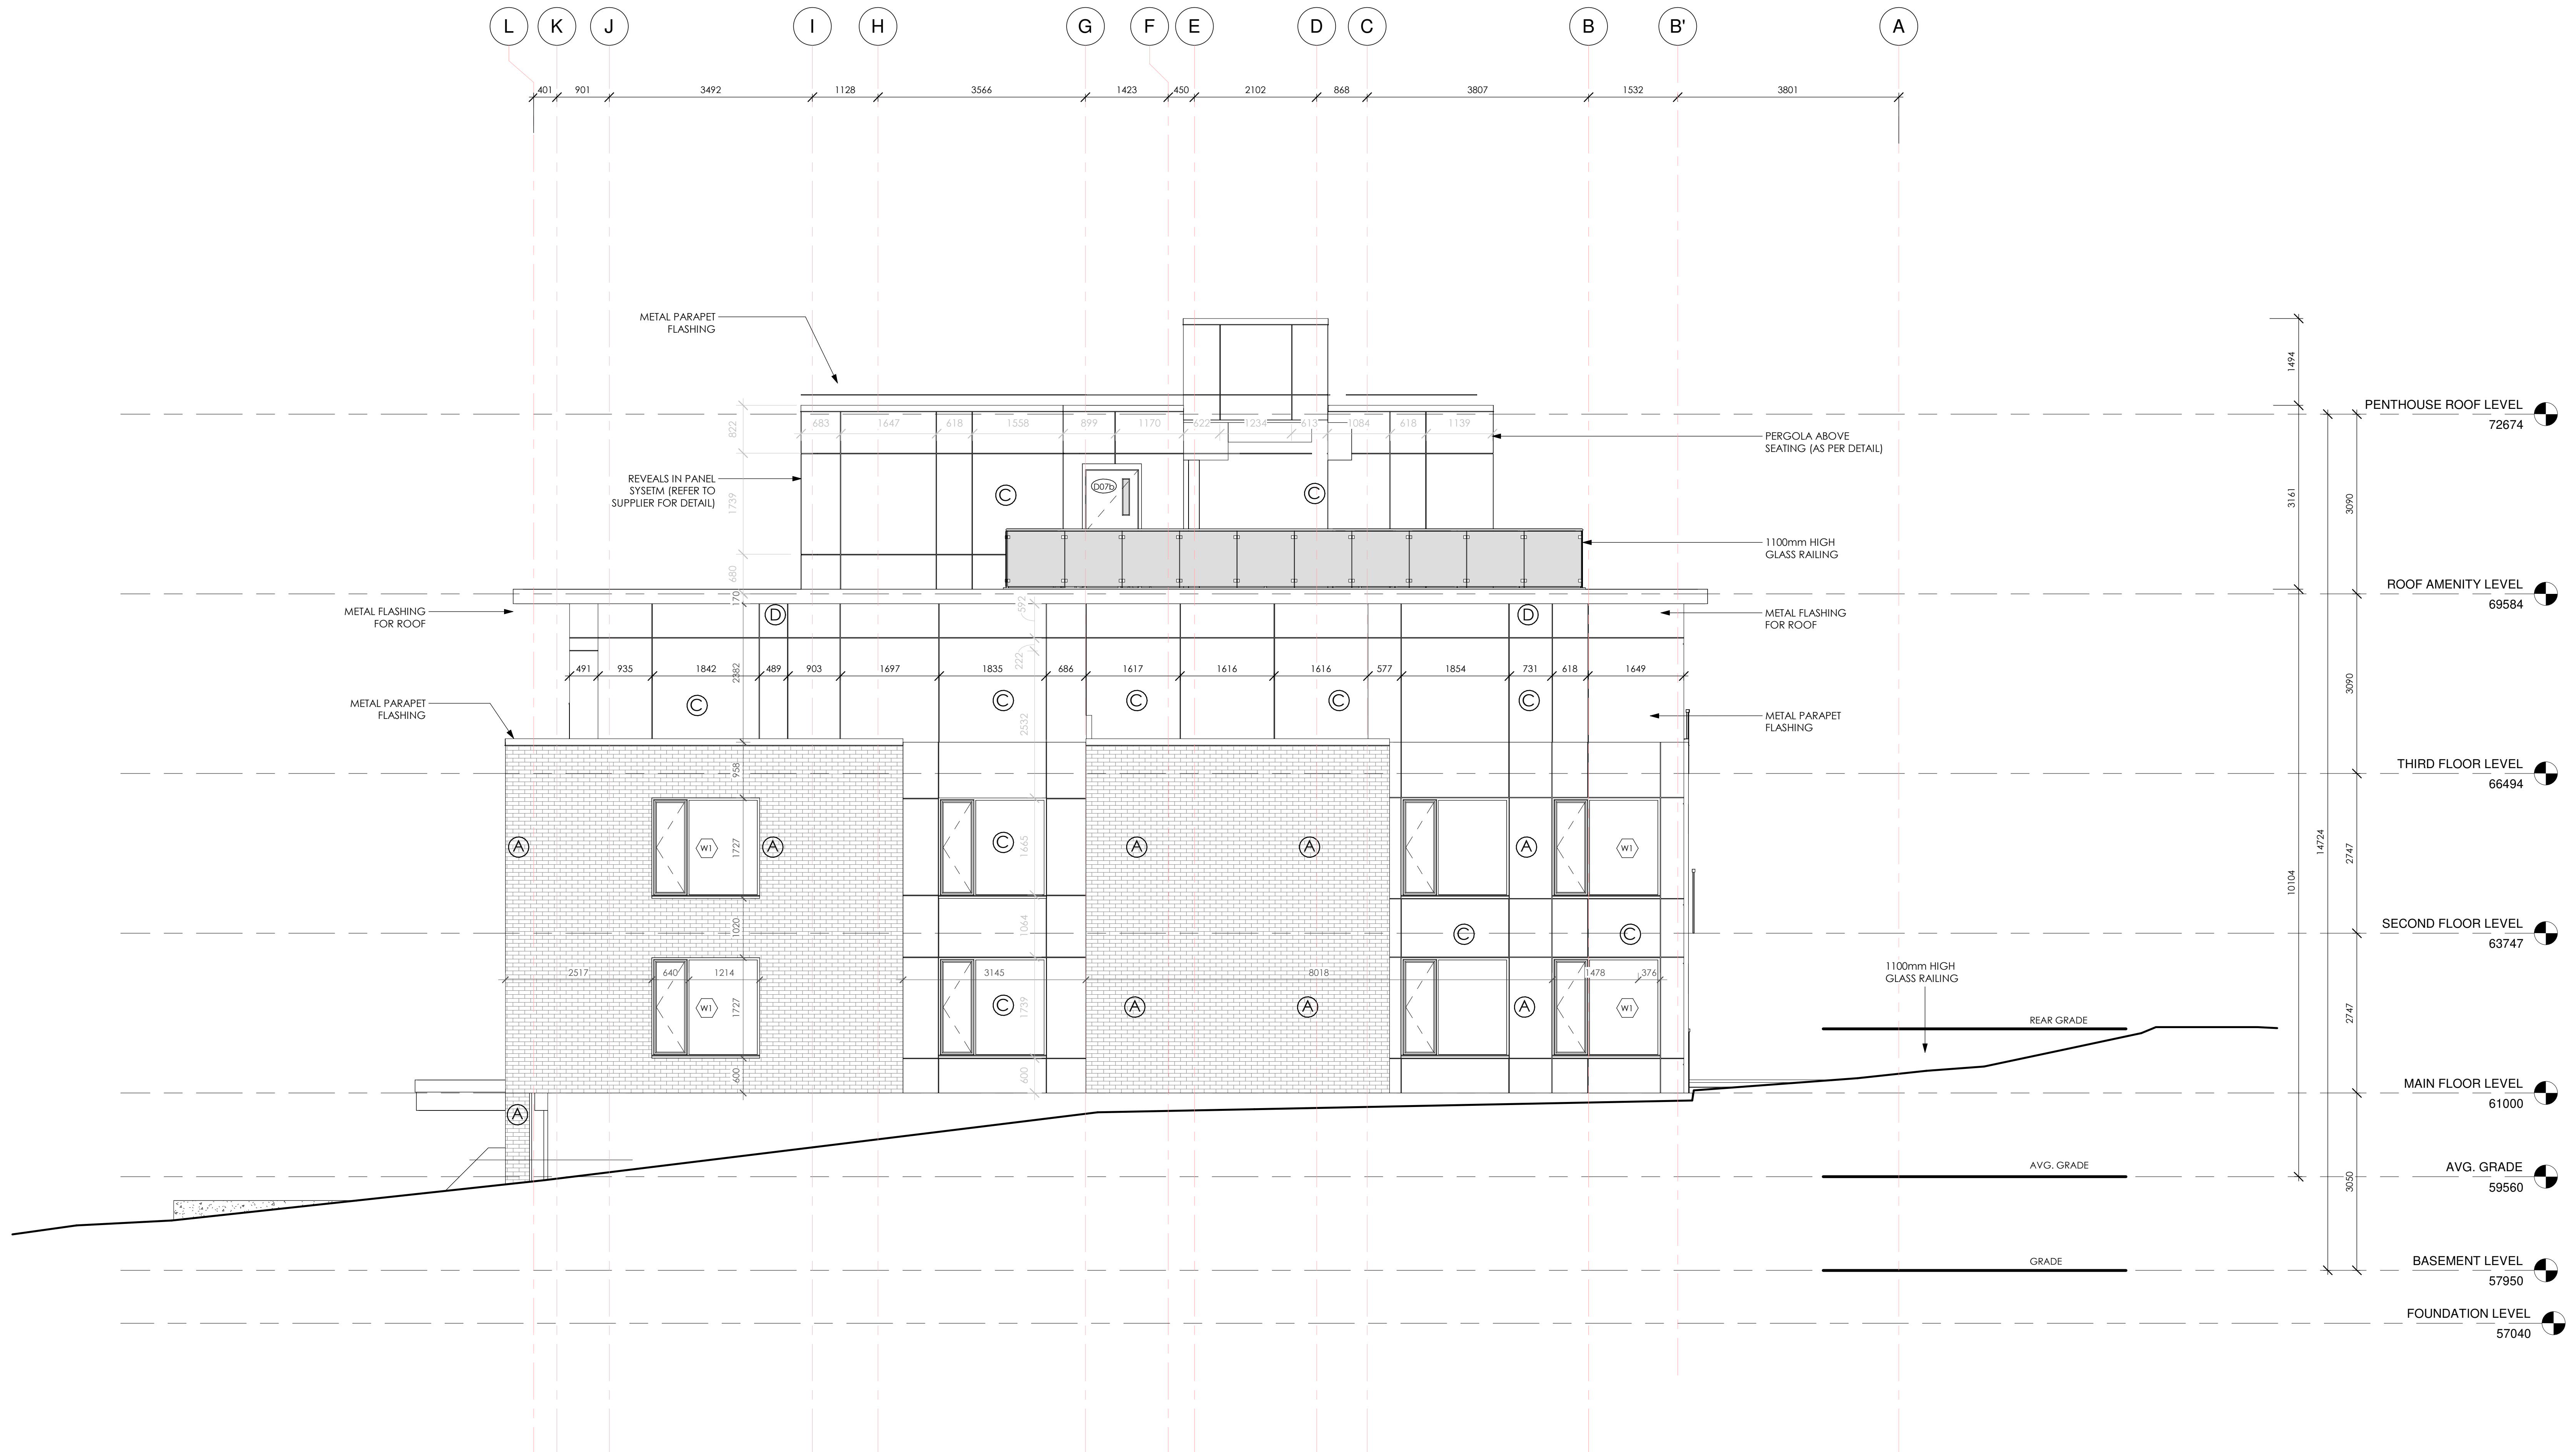 L K J I H G F E D C B B' A
401 901 3492 1128 3566 1423 450 2102 868 3807 1532 3801
METAL PARAPET
FLASHING
1494
PENTHOUSE ROOF LEVEL
72674
822
683 1647 618 1558 899 1170 622 1234 613 1084 618 1139
PERGOLA ABOVE
SEATING (AS PER DETAIL)
REVEALS IN PANEL
SYSETM (REFER TO
SUPPLIER FOR DETAIL)
1739
C
D07b
C
3161
3090
1100mm HIGH
GLASS RAILING
680
170
ROOF AMENITY LEVEL
69584
METAL FLASHING
FOR ROOF
D
592
D
METAL FLASHING
FOR ROOF
222
491 935 1842 489 903 1697 1835 686 1617 1616 1616 577 1854 731 618 1649
2382
3090
METAL PARAPET
FLASHING
C C C C C
2532
METAL PARAPET
FLASHING
958
THIRD FLOOR LEVEL
66494
A W1 1727 A C 1665 A A A W1
14724
2747
10104
1020
1064
C C
SECOND FLOOR LEVEL
63747
2517 640 1214 3145 8018 1478 376
1100mm HIGH
GLASS RAILING
W1 1727 C 1739 A A A W1
2747
REAR GRADE
600
600
MAIN FLOOR LEVEL
61000
A
AVG. GRADE
AVG. GRADE
59560
3050
GRADE
BASEMENT LEVEL
57950
FOUNDATION LEVEL
57040